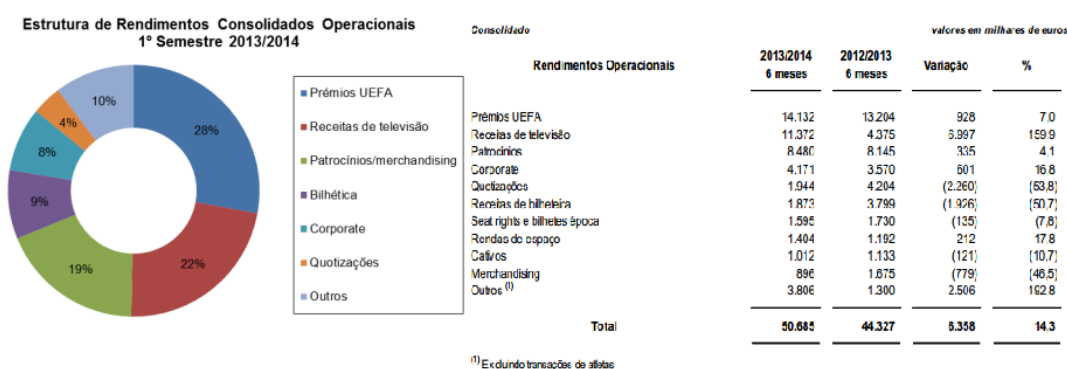 Estrutura de Rendimentos Consolidados Operacionais
1º Semestre 2013/2014
28%
22%
19%
9%
8%
4%
10%
Prémios UEFA
Receitas de televisão
Patrocínios/merchandising
Bilhética
Corporate
Quotizações
Outros
Consolidado valores em milhares de euros
Rendimentos Operacionais 2013/2014 6 meses 2012/2013 6 meses Variação %
Prémios UEFA 14.132 13.204 928 7,0
Receitas de televisão 11.372 4.375 6.997 159,9
Patrocínios 8.480 8.145 335 4,1
Corporate 4.171 3.570 601 16,8
Quotizações 1.944 4.204 (2.260) (53,8)
Receitas de bilheteira 1.873 3.799 (1.926) (50,7)
Seat rights e bilhetes época 1.595 1.730 (135) (7,8)
Rendas de espaço 1.404 1.192 212 17,8
Cativos 1.012 1.133 (121) (10,7)
Merchandising 896 1.675 (779) (46,5)
Outros (1) 3.806 1.300 2.506 192,8
Total 50.685 44.327 6.358 14,3
(1) Excluindo transações de atletas